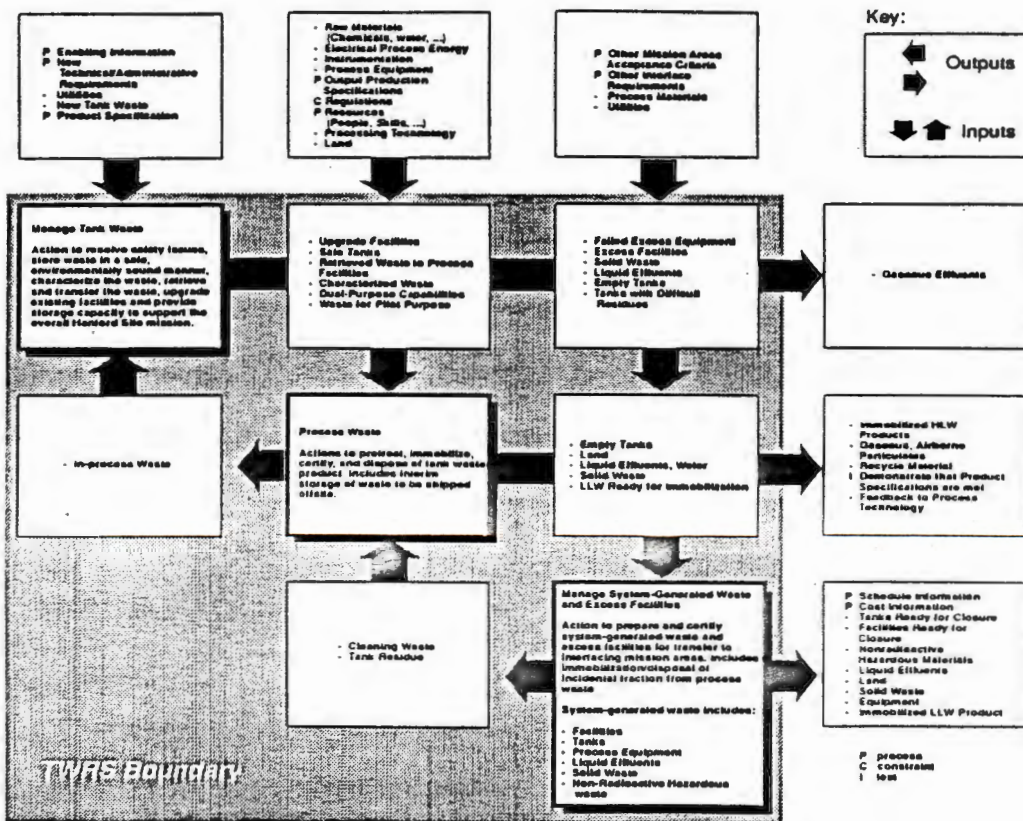 Key:
Outputs
Inputs
P Enabling Information
P New
Technical/Administrative
Requirements
- Utilities
- New Tank Waste
P Product Specification
- Raw Materials
(Chemicals, water, ...)
- Electrical Process Energy
- Instrumentation
- Process Equipment
P Output Production
Specifications
C Regulations
P Resources
(People, Skills, ...)
- Processing Technology
- Land
P Other Mission Areas
Acceptance Criteria
P Other Interface
Requirements
- Process Materials
- Utilities
Manage Tank Waste
Action to resolve safety issues,
store waste in a safe,
environmentally sound manner,
characterize the waste, retrieve
and transfer the waste, upgrade
existing facilities and provide
storage capacity to support the
overall Hanford Site mission.
- Upgrade Facilities
- Safe Tanks
- Retrieved Waste to Process
Facilities
- Characterized Waste
- Dual-Purpose Capabilities
- Waste for Pilot Purpose
- Failed Excess Equipment
- Excess Facilities
- Solid Waste
- Liquid Effluents
- Empty Tanks
- Tanks with Difficult
Residues
- Gaseous Effluents
- In-process Waste
Process Waste
Actions to pretreat, immobilize,
certify, and dispose of tank waste
product. Includes interim
storage of waste to be shipped
offsite.
- Empty Tanks
- Land
- Liquid Effluents, Water
- Solid Waste
- LLW Ready for Immobilization
- Immobilized HLW
Products
- Gaseous, Airborne
Particulates
- Recycle Material
I Demonstrate that Product
Specifications are met
- Feedback to Process
Technology
- Cleaning Waste
- Tank Residue
Manage System-Generated Waste
and Excess Facilities
Action to prepare and certify
system-generated waste and
excess facilities for transfer to
interfacing mission areas, includes
immobilization/disposal of
incidental fraction from process
waste
System-generated waste includes:
- Facilities
- Tanks
- Process Equipment
- Liquid Effluents
- Solid Waste
- Non-Radioactive Hazardous
waste
P Schedule Information
P Cost Information
- Tanks Ready for Closure
- Facilities Ready for
Closure
- Nonradioactive
Hazardous Materials
- Liquid Effluents
- Land
- Solid Waste
- Equipment
- Immobilized LLW Product
TWRS Boundary
P process
C constraint
I test